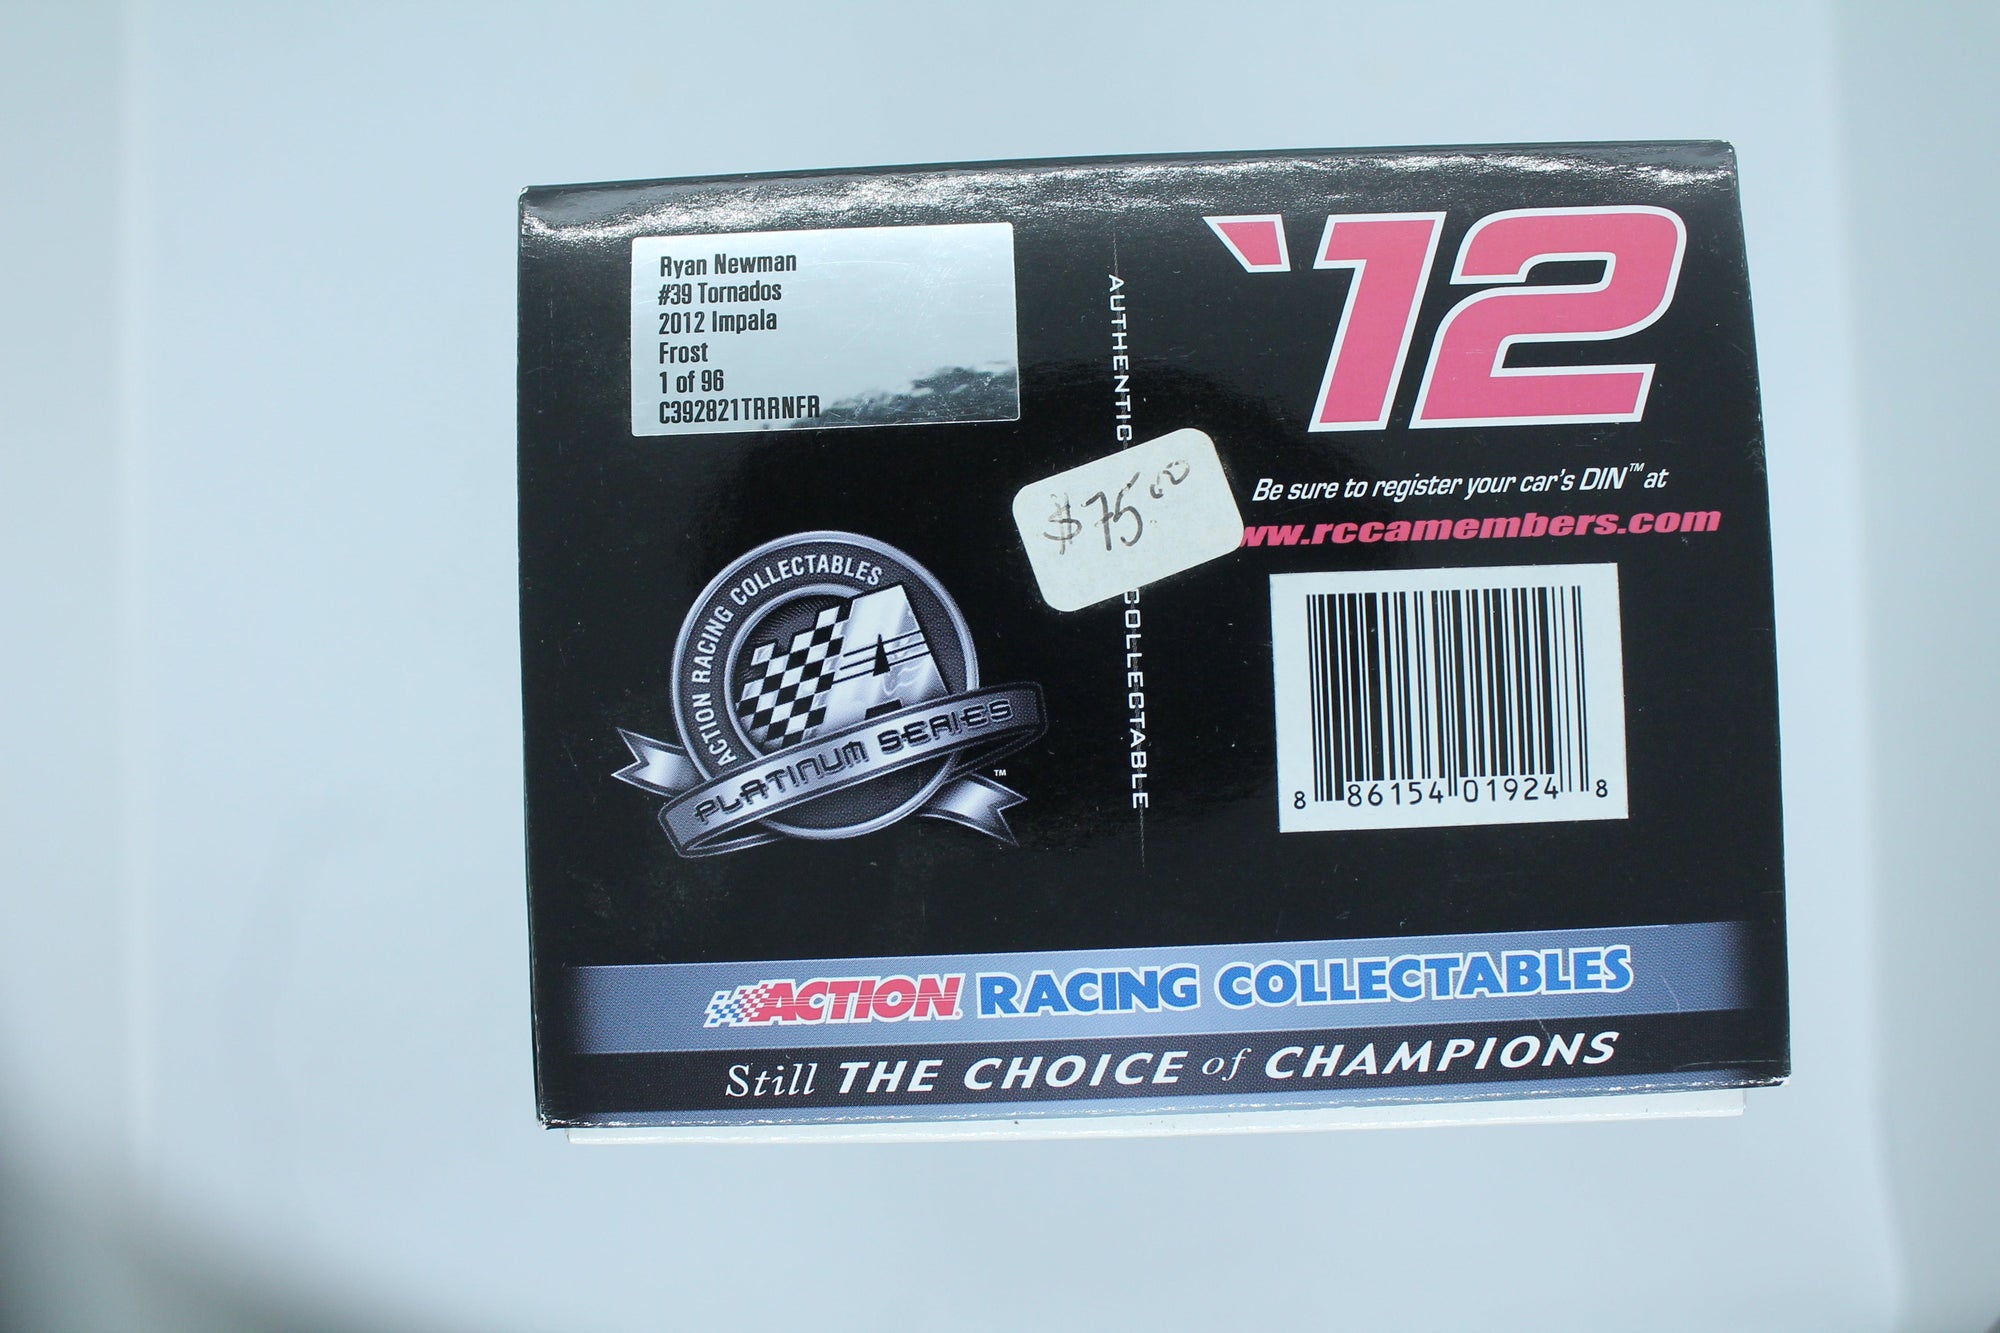 Ryan Newman
#39 Tornados
2012 Impala
Frost
1 of 96
C392821TRRNFR
'12
AUTHENTIC
COLLECTABLE
$75.00
Be sure to register your car's DIN™ at
ww.rccamembers.com
ACTION RACING COLLECTABLES
A
PLATINUM SERIES
™
8 86154 01924 8
ACTION RACING COLLECTABLES
Still THE CHOICE of CHAMPIONS